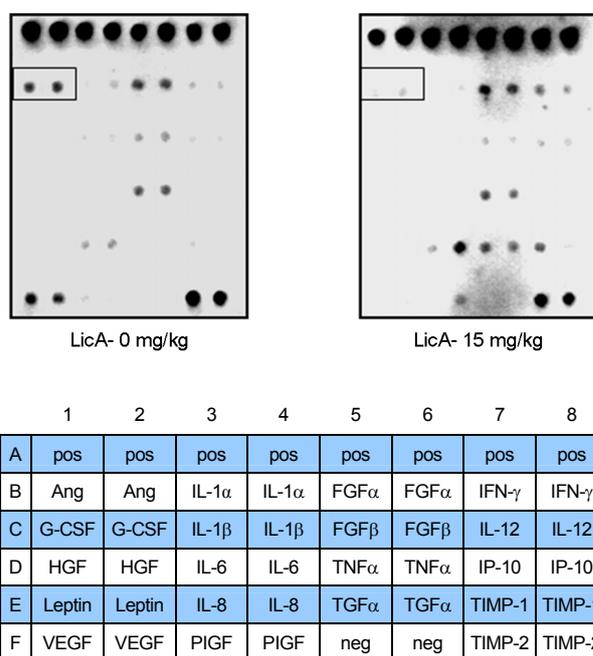 LicA- 0 mg/kg LicA- 15 mg/kg
1 2 3 4 5 6 7 8
A pos pos pos pos pos pos pos pos
B Ang Ang IL-1α IL-1α FGFα FGFα IFN-γ IFN-γ
C G-CSF G-CSF IL-1β IL-1β FGFβ FGFβ IL-12 IL-12
D HGF HGF IL-6 IL-6 TNFα TNFα IP-10 IP-10
E Leptin Leptin IL-8 IL-8 TGFα TGFα TIMP-1
F VEGF VEGF PIGF PIGF neg neg TIMP-2